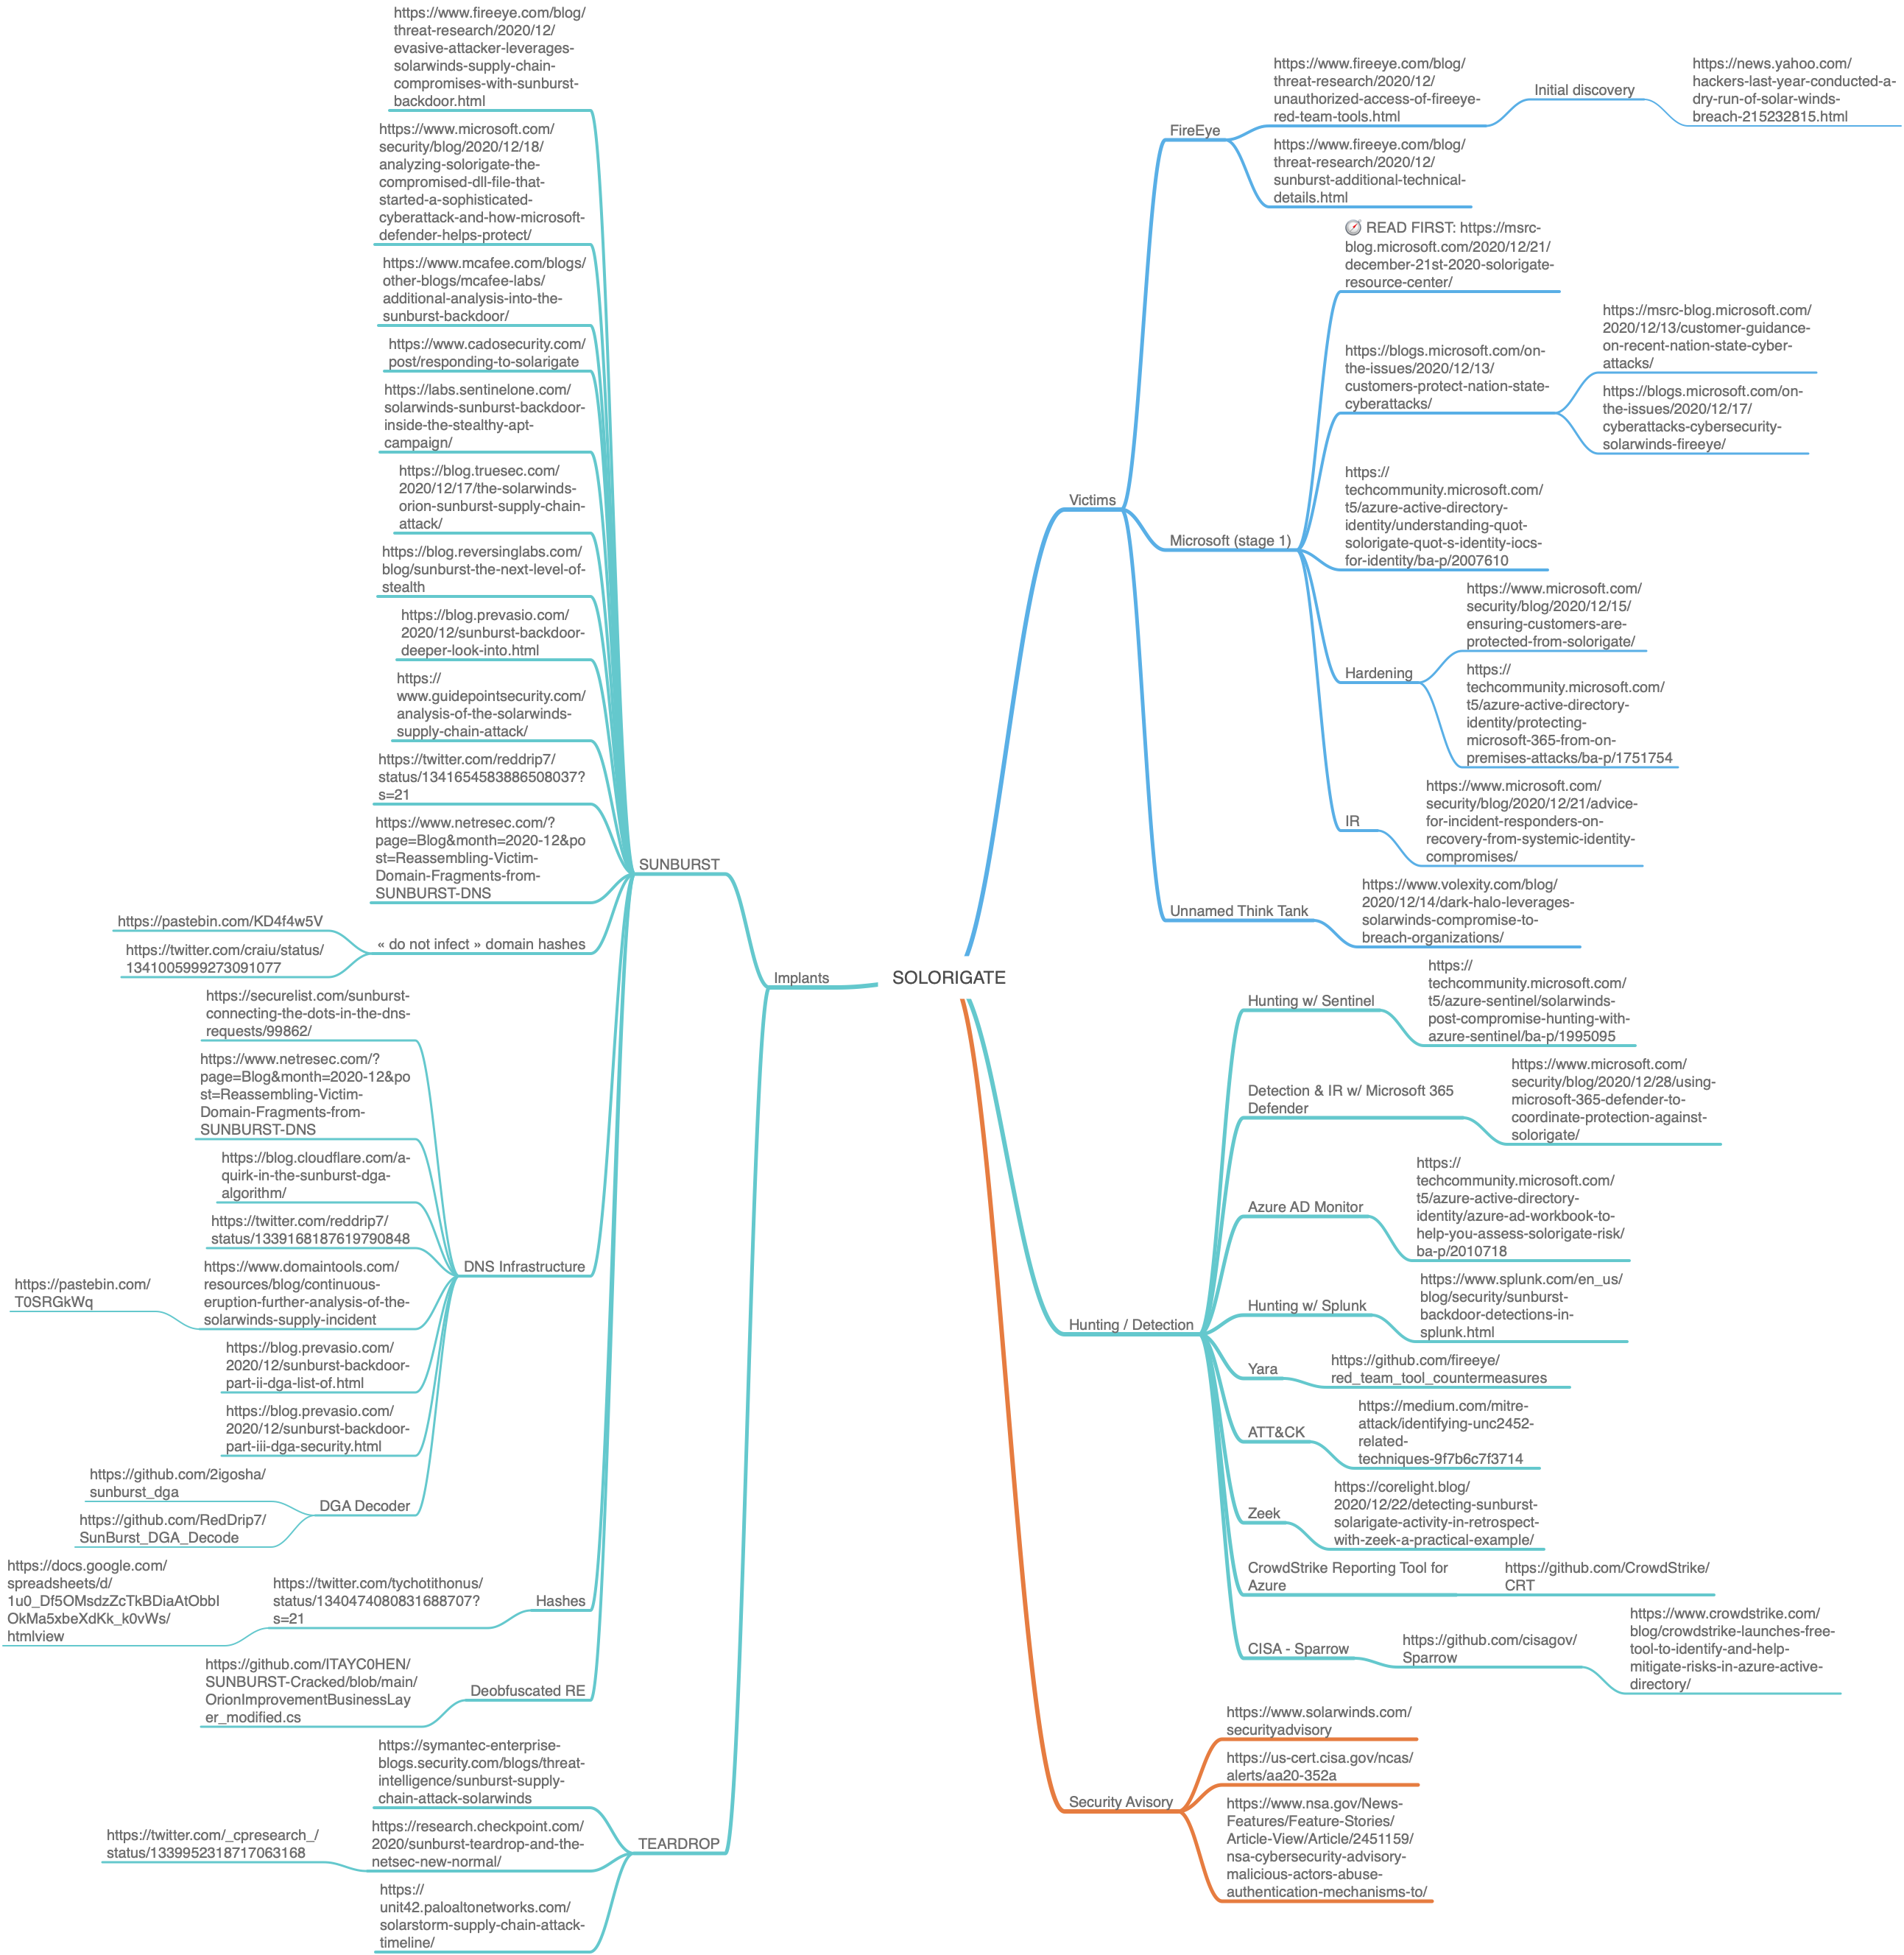 SOLORIGATE
Victims
FireEye
https://www.fireeye.com/blog/
threat-research/2020/12/
unauthorized-access-of-fireeye-
red-team-tools.html
Initial discovery
https://news.yahoo.com/
hackers-last-year-conducted-a-
dry-run-of-solar-winds-
breach-215232815.html
https://www.fireeye.com/blog/
threat-research/2020/12/
sunburst-additional-technical-
details.html
Microsoft (stage 1)
READ FIRST: https://msrc-
blog.microsoft.com/2020/12/21/
december-21st-2020-solorigate-
resource-center/
https://blogs.microsoft.com/on-
the-issues/2020/12/13/
customers-protect-nation-state-
cyberattacks/
https://msrc-blog.microsoft.com/
2020/12/13/customer-guidance-
on-recent-nation-state-cyber-
attacks/
https://blogs.microsoft.com/on-
the-issues/2020/12/17/
cyberattacks-cybersecurity-
solarwinds-fireeye/
https://
techcommunity.microsoft.com/
t5/azure-active-directory-
identity/understanding-quot-
solorigate-quot-s-identity-iocs-
for-identity/ba-p/2007610
Hardening
https://www.microsoft.com/
security/blog/2020/12/15/
ensuring-customers-are-
protected-from-solorigate/
https://
techcommunity.microsoft.com/
t5/azure-active-directory-
identity/protecting-
microsoft-365-from-on-
premises-attacks/ba-p/1751754
IR
https://www.microsoft.com/
security/blog/2020/12/21/advice-
for-incident-responders-on-
recovery-from-systemic-identity-
compromises/
Unnamed Think Tank
https://www.volexity.com/blog/
2020/12/14/dark-halo-leverages-
solarwinds-compromise-to-
breach-organizations/
Hunting / Detection
Hunting w/ Sentinel
https://
techcommunity.microsoft.com/
t5/azure-sentinel/solarwinds-
post-compromise-hunting-with-
azure-sentinel/ba-p/1995095
Detection & IR w/ Microsoft 365
Defender
https://www.microsoft.com/
security/blog/2020/12/28/using-
microsoft-365-defender-to-
coordinate-protection-against-
solorigate/
Azure AD Monitor
https://
techcommunity.microsoft.com/
t5/azure-active-directory-
identity/azure-ad-workbook-to-
help-you-assess-solorigate-risk/
ba-p/2010718
Hunting w/ Splunk
https://www.splunk.com/en_us/
blog/security/sunburst-
backdoor-detections-in-
splunk.html
Yara
https://github.com/fireeye/
red_team_tool_countermeasures
ATT&CK
https://medium.com/mitre-
attack/identifying-unc2452-
related-
techniques-9f7b6c7f3714
Zeek
https://corelight.blog/
2020/12/22/detecting-sunburst-
solarigate-activity-in-retrospect-
with-zeek-a-practical-example/
CrowdStrike Reporting Tool for
Azure
https://github.com/CrowdStrike/
CRT
CISA - Sparrow
https://github.com/cisagov/
Sparrow
https://www.crowdstrike.com/
blog/crowdstrike-launches-free-
tool-to-identify-and-help-
mitigate-risks-in-azure-active-
directory/
Security Avisory
https://www.solarwinds.com/
securityadvisory
https://us-cert.cisa.gov/ncas/
alerts/aa20-352a
https://www.nsa.gov/News-
Features/Feature-Stories/
Article-View/Article/2451159/
nsa-cybersecurity-advisory-
malicious-actors-abuse-
authentication-mechanisms-to/
Implants
SUNBURST
https://www.fireeye.com/blog/
threat-research/2020/12/
evasive-attacker-leverages-
solarwinds-supply-chain-
compromises-with-sunburst-
backdoor.html
https://www.microsoft.com/
security/blog/2020/12/18/
analyzing-solorigate-the-
compromised-dll-file-that-
started-a-sophisticated-
cyberattack-and-how-microsoft-
defender-helps-protect/
https://www.mcafee.com/blogs/
other-blogs/mcafee-labs/
additional-analysis-into-the-
sunburst-backdoor/
https://www.cadosecurity.com/
post/responding-to-solarigate
https://labs.sentinelone.com/
solarwinds-sunburst-backdoor-
inside-the-stealthy-apt-
campaign/
https://blog.truesec.com/
2020/12/17/the-solarwinds-
orion-sunburst-supply-chain-
attack/
https://blog.reversinglabs.com/
blog/sunburst-the-next-level-of-
stealth
https://blog.prevasio.com/
2020/12/sunburst-backdoor-
deeper-look-into.html
https://
www.guidepointsecurity.com/
analysis-of-the-solarwinds-
supply-chain-attack/
https://twitter.com/reddrip7/
status/1341654583886508037?
s=21
https://www.netresec.com/?
page=Blog&month=2020-12&po
st=Reassembling-Victim-
Domain-Fragments-from-
SUNBURST-DNS
« do not infect » domain hashes
https://pastebin.com/KD4f4w5V
https://twitter.com/craiu/status/
1341005999273091077
DNS Infrastructure
https://securelist.com/sunburst-
connecting-the-dots-in-the-dns-
requests/99862/
https://www.netresec.com/?
page=Blog&month=2020-12&po
st=Reassembling-Victim-
Domain-Fragments-from-
SUNBURST-DNS
https://blog.cloudflare.com/a-
quirk-in-the-sunburst-dga-
algorithm/
https://twitter.com/reddrip7/
status/1339168187619790848
https://www.domaintools.com/
resources/blog/continuous-
eruption-further-analysis-of-the-
solarwinds-supply-incident
https://pastebin.com/
T0SRGkWq
https://blog.prevasio.com/
2020/12/sunburst-backdoor-
part-ii-dga-list-of.html
https://blog.prevasio.com/
2020/12/sunburst-backdoor-
part-iii-dga-security.html
DGA Decoder
https://github.com/2igosha/
sunburst_dga
https://github.com/RedDrip7/
SunBurst_DGA_Decode
Hashes
https://twitter.com/tychotithonus/
status/1340474080831688707?
s=21
https://docs.google.com/
spreadsheets/d/
1u0_Df5OMsdzZcTkBDiaAtObbI
OkMa5xbeXdKk_k0vWs/
htmlview
Deobfuscated RE
https://github.com/ITAYC0HEN/
SUNBURST-Cracked/blob/main/
OrionImprovementBusinessLay
er_modified.cs
TEARDROP
https://symantec-enterprise-
blogs.security.com/blogs/threat-
intelligence/sunburst-supply-
chain-attack-solarwinds
https://research.checkpoint.com/
2020/sunburst-teardrop-and-the-
netsec-new-normal/
https://twitter.com/_cpresearch_/
status/1339952318717063168
https://
unit42.paloaltonetworks.com/
solarstorm-supply-chain-attack-
timeline/